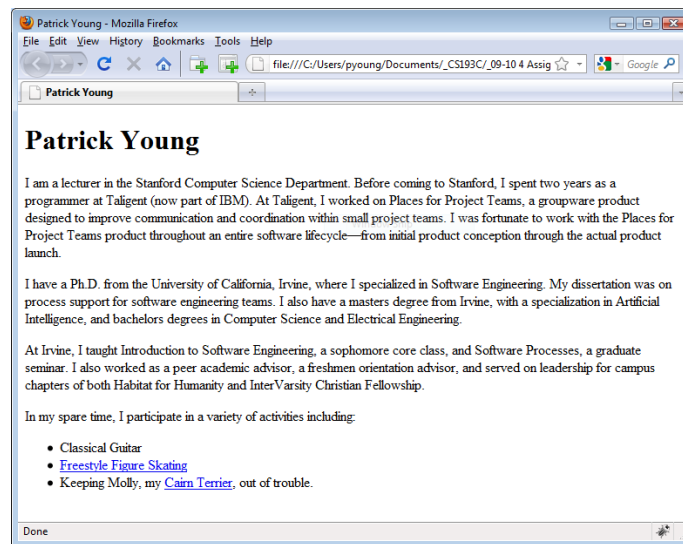 Patrick Young - Mozilla Firefox
File Edit View History Bookmarks Tools Help
file:///C:/Users/pyoung/Documents/_CS193C/_09-10 4 Assig
Google
Patrick Young
Patrick Young
I am a lecturer in the Stanford Computer Science Department. Before coming to Stanford, I spent two years as a
programmer at Taligent (now part of IBM). At Taligent, I worked on Places for Project Teams, a groupware product
designed to improve communication and coordination within small project teams. I was fortunate to work with the Places for
Project Teams product throughout an entire software lifecycle—from initial product conception through the actual product
launch.
I have a Ph.D. from the University of California, Irvine, where I specialized in Software Engineering. My dissertation was on
process support for software engineering teams. I also have a masters degree from Irvine, with a specialization in Artificial
Intelligence, and bachelors degrees in Computer Science and Electrical Engineering.
At Irvine, I taught Introduction to Software Engineering, a sophomore core class, and Software Processes, a graduate
seminar. I also worked as a peer academic advisor, a freshmen orientation advisor, and served on leadership for campus
chapters of both Habitat for Humanity and InterVarsity Christian Fellowship.
In my spare time, I participate in a variety of activities including:
• Classical Guitar
• Freestyle Figure Skating
• Keeping Molly, my Cairn Terrier, out of trouble.
Done